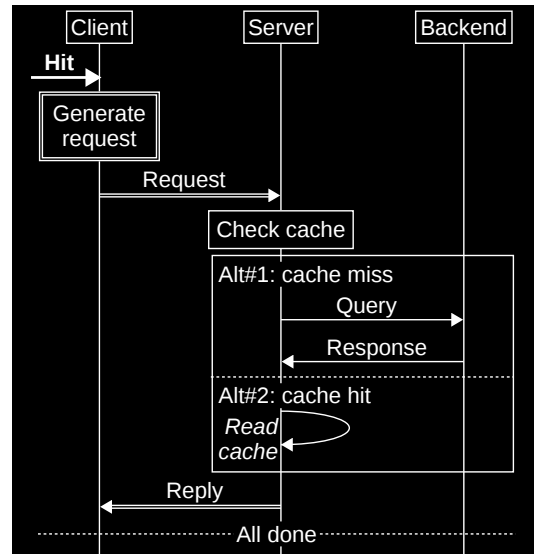 Client
Server
Backend
Hit
Generate
request
Request
Check cache
Alt#1: cache miss
Query
Response
Alt#2: cache hit
Read
cache
Reply
All done